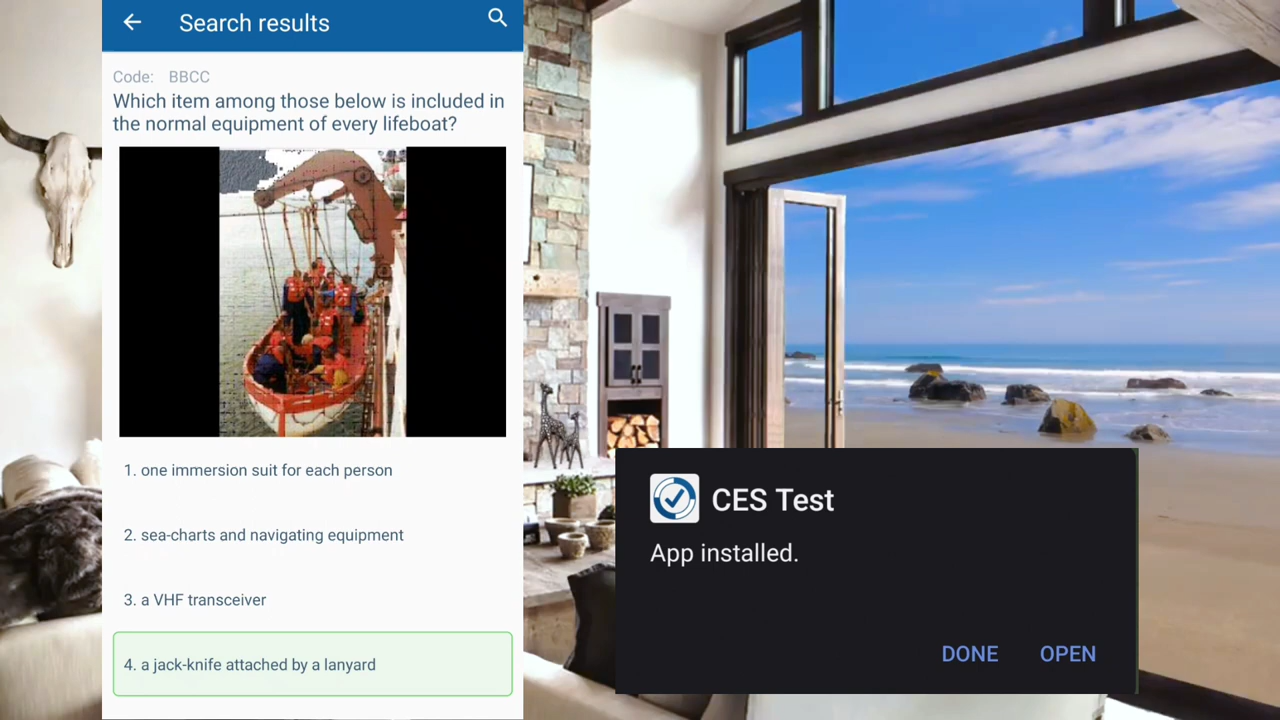 Search results
Code: BBCC
Which item among those below is included in
the normal equipment of every lifeboat?
1. one immersion suit for each person
2. sea-charts and navigating equipment
3. a VHF transceiver
4. a jack-knife attached by a lanyard
CES Test
App installed.
DONE OPEN